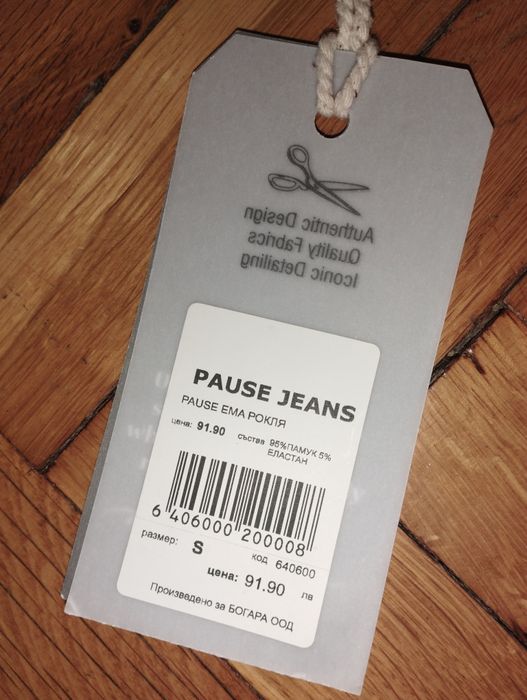 Authentic Design
Quality Fabrics
Iconic Detailing
PAUSE JEANS
PAUSE ЕМА РОКЛЯ
цена: 91.90 състав 95%ПАМУК 5%
ЕЛАСТАН
6 406000 200008
размер: S код 640600
цена: 91.90 лв
Произведено за БОГАРА ООД